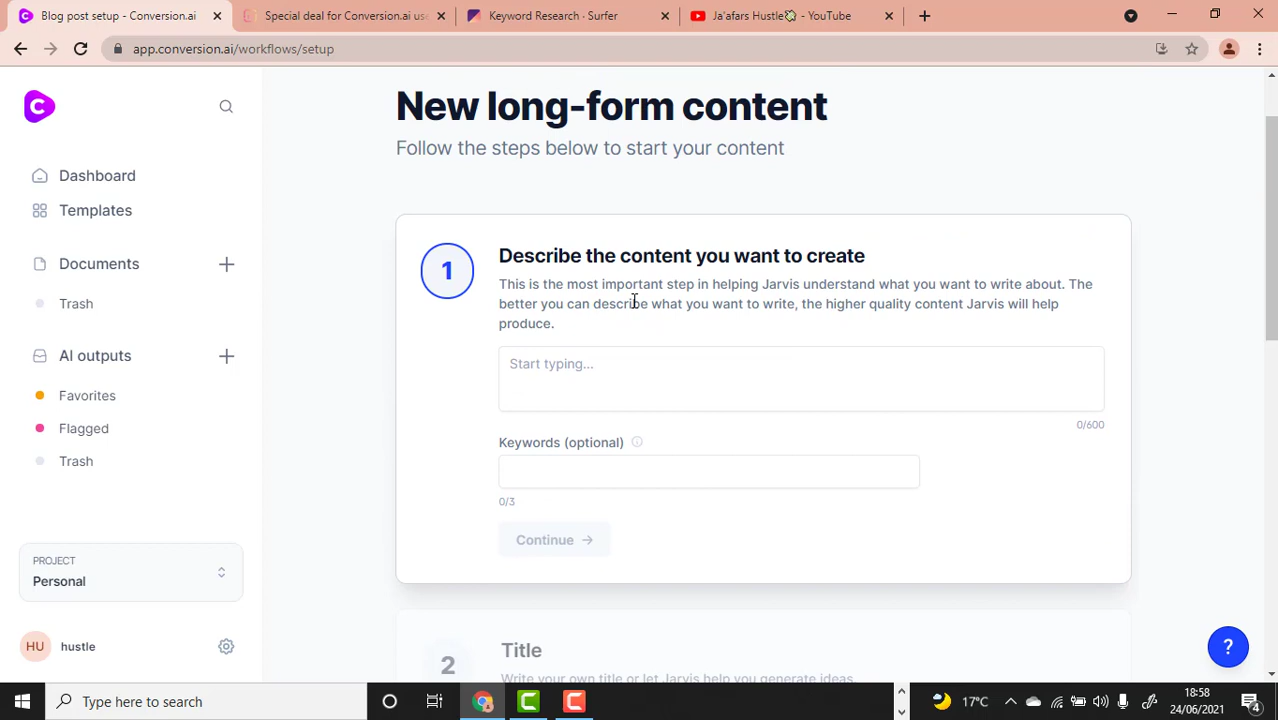 Blog post setup - Conversion.ai
Special deal for Conversion.ai use
Keyword Research · Surfer
Ja'afars Hustle - YouTube
app.conversion.ai/workflows/setup
C
New long-form content
Follow the steps below to start your content
Dashboard
Templates
Documents
Trash
AI outputs
Favorites
Flagged
Trash
PROJECT
Personal
HU
hustle
1
Describe the content you want to create
This is the most important step in helping Jarvis understand what you want to write about. The
better you can describe what you want to write, the higher quality content Jarvis will help
produce.
Start typing...
0/600
Keywords (optional)
0/3
Continue →
2
Title
Write your own title or let Jarvis help you generate ideas.
?
Type here to search
17°C
18:58
24/06/2021
4